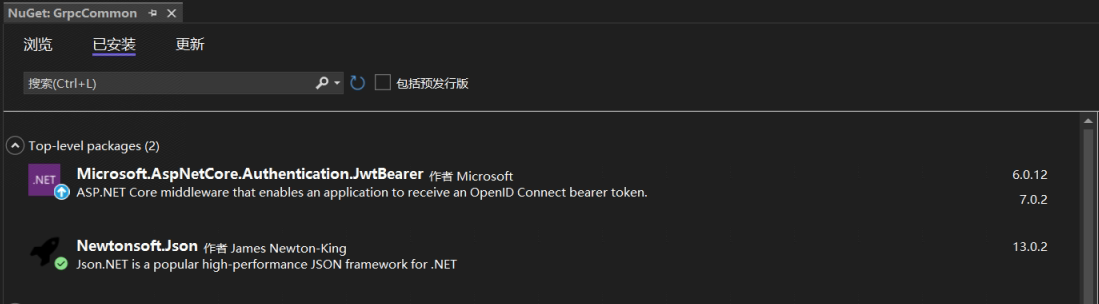 NuGet: GrpcCommon
浏览 已安装 更新
搜索(Ctrl+L) 包括预发行版
Top-level packages (2)
.NET Microsoft.AspNetCore.Authentication.JwtBearer 作者 Microsoft 6.0.12
ASP.NET Core middleware that enables an application to receive an OpenID Connect bearer token. 7.0.2
Newtonsoft.Json 作者 James Newton-King 13.0.2
Json.NET is a popular high-performance JSON framework for .NET